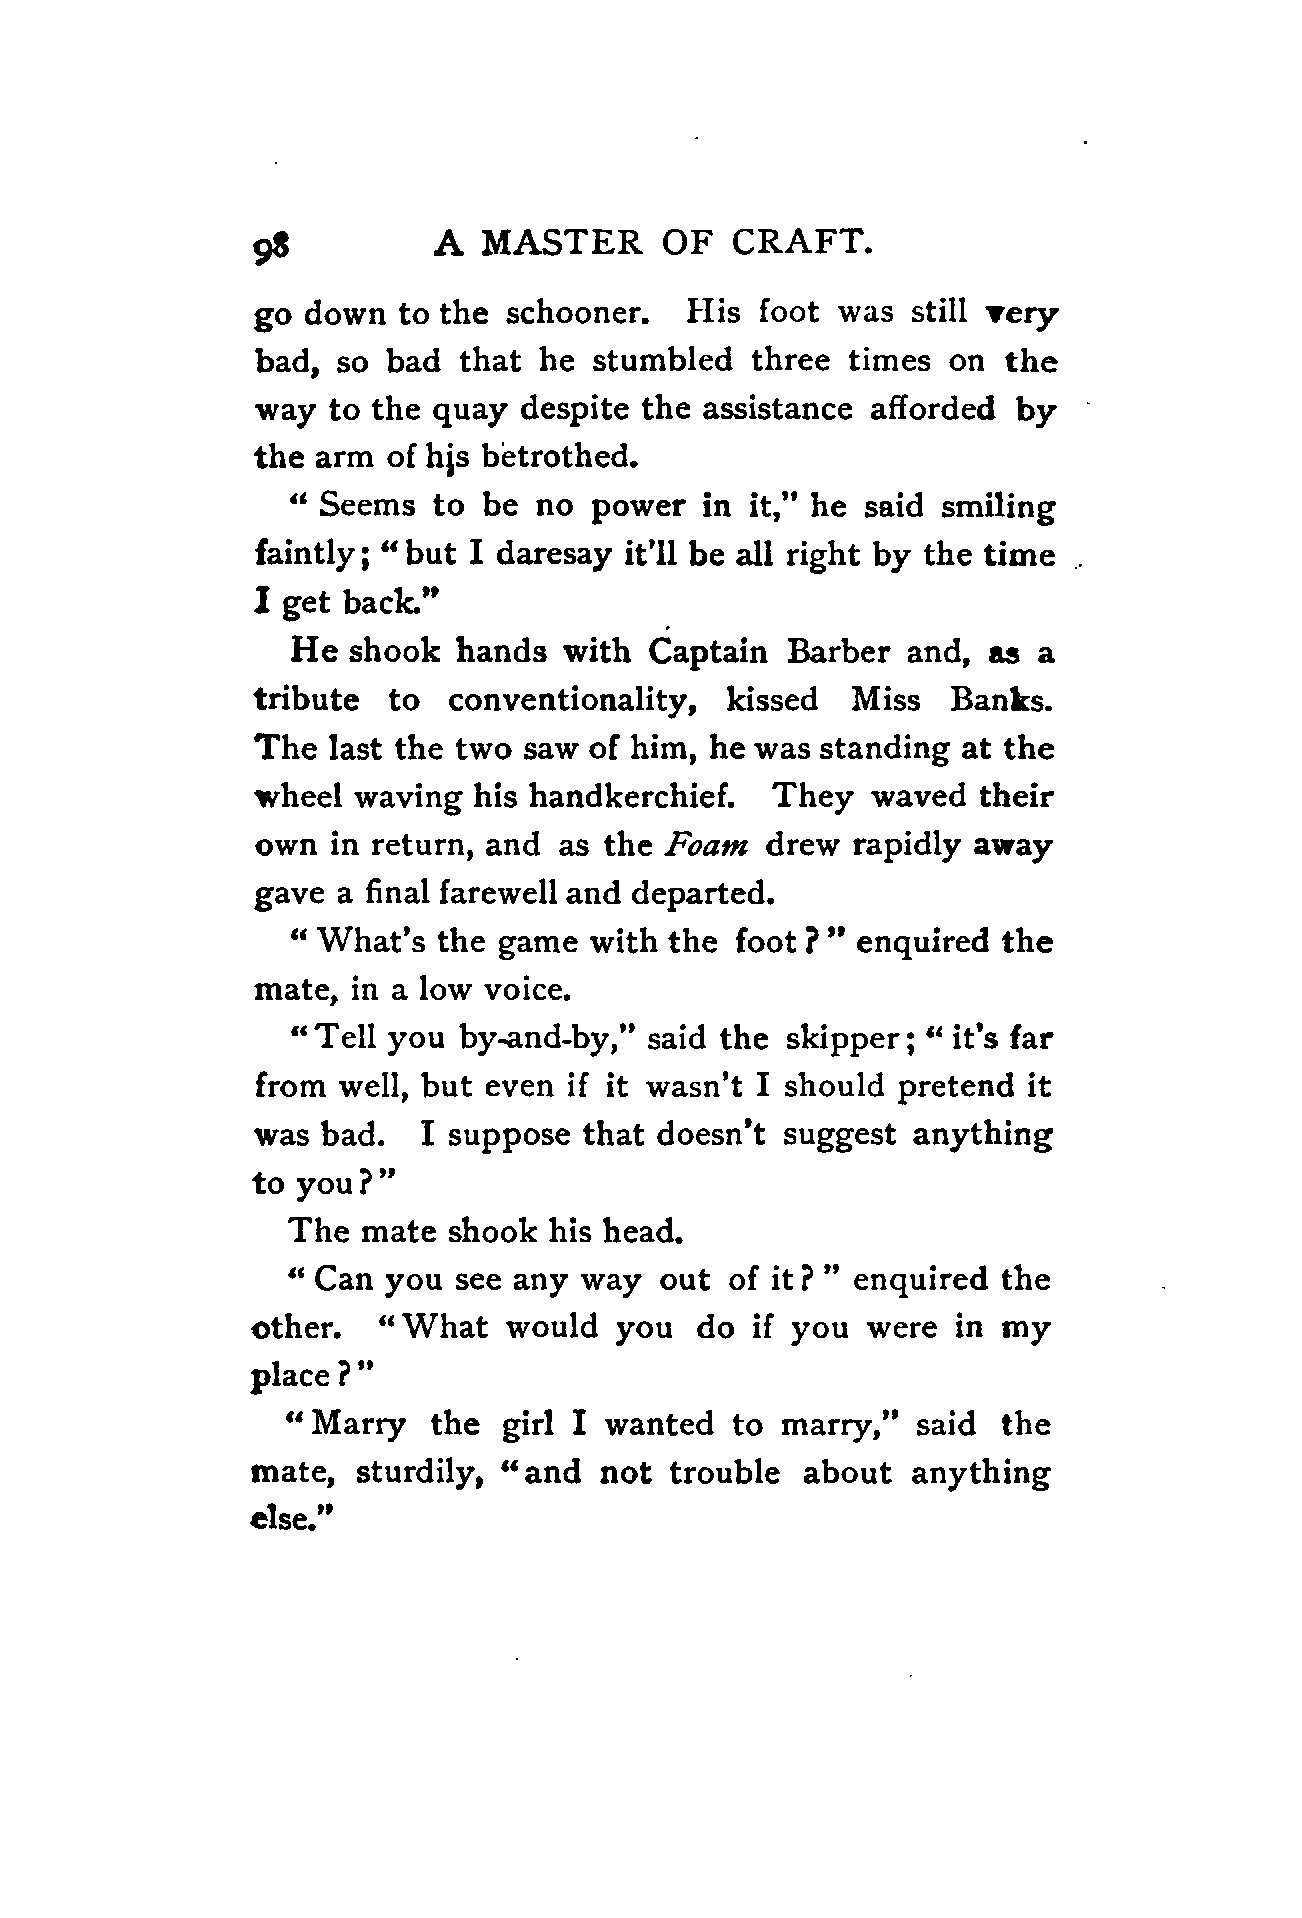 98 A MASTER OF CRAFT.
go down to the schooner. His foot was still very
bad, so bad that he stumbled three times on the
way to the quay despite the assistance afforded by
the arm of his betrothed.
" Seems to be no power in it," he said smiling
faintly; "but I daresay it'll be all right by the time
I get back."
He shook hands with Captain Barber and, as a
tribute to conventionality, kissed Miss Banks.
The last the two saw of him, he was standing at the
wheel waving his handkerchief. They waved their
own in return, and as the Foam drew rapidly away
gave a final farewell and departed.
" What's the game with the foot ? " enquired the
mate, in a low voice.
" Tell you by-and-by," said the skipper ; " it's far
from well, but even if it wasn't I should pretend it
was bad. I suppose that doesn't suggest anything
to you ? "
The mate shook his head.
" Can you see any way out of it ? " enquired the
other. " What would you do if you were in my
place ? "
" Marry the girl I wanted to marry," said the
mate, sturdily, "and not trouble about anything
else."